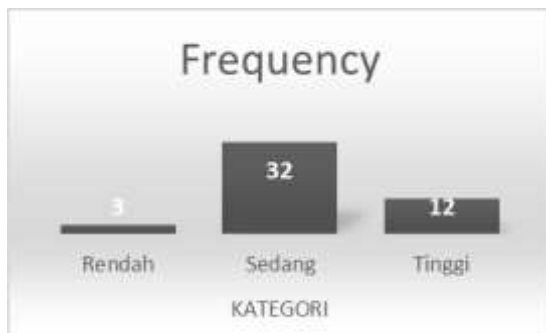 Frequency
3
32
12
Rendah Sedang Tinggi
KATEGORI